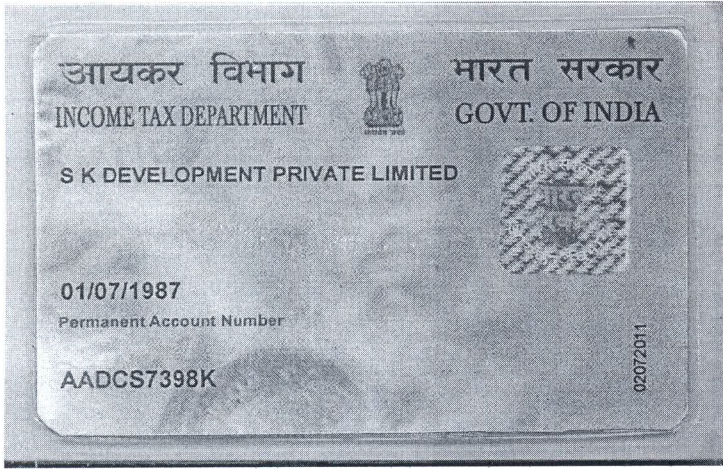 आयकर विभाग
भारत सरकार
INCOME TAX DEPARTMENT
GOVT. OF INDIA
S K DEVELOPMENT PRIVATE LIMITED
01/07/1987
Permanent Account Number
AADCS7398K
02072011